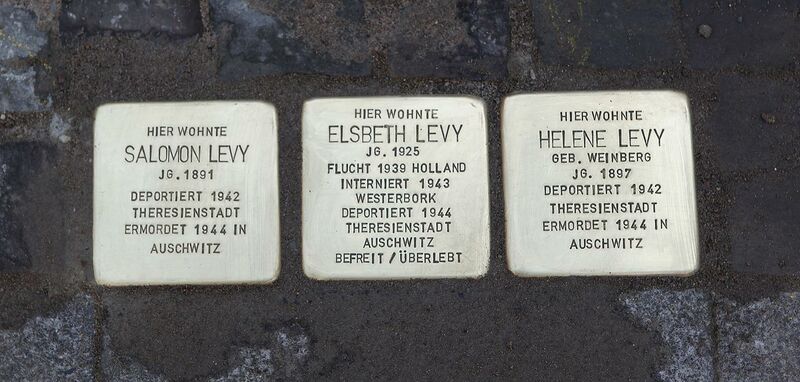 HIER WOHNTE
SALOMON LEVY
JG. 1891
DEPORTIERT 1942
THERESIENSTADT
ERMORDET 1944 IN
AUSCHWITZ
HIER WOHNTE
ELSBETH LEVY
JG. 1925
FLUCHT 1939 HOLLAND
INTERNIERT 1943
WESTERBORK
DEPORTIERT 1944
THERESIENSTADT
AUSCHWITZ
BEFREIT / ÜBERLEBT
HIER WOHNTE
HELENE LEVY
GEB. WEINBERG
JG. 1897
DEPORTIERT 1942
THERESIENSTADT
ERMORDET 1944 IN
AUSCHWITZ